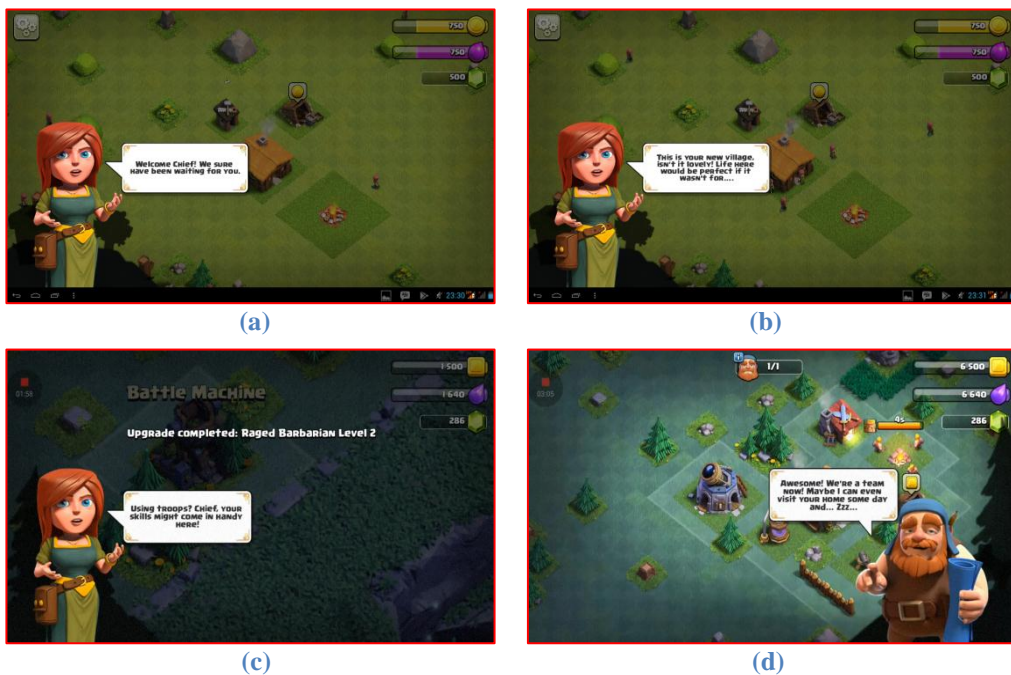 750
750
500
Welcome Chief! We sure
have been waiting for you.
23:30
(a)
750
750
500
This is your new village,
isn't it lovely! Life here
would be perfect if it
wasn't for....
23:31
(b)
01:58
Battle Machine
1 500
1 640
286
Upgrade completed: Raged Barbarian Level 2
Using troops? Chief, your
skills might come in handy
here!
(c)
03:05
1/1
6 500
6 640
286
4s
Awesome! We're a team
now! Maybe I can even
visit your home some day
and... Zzz...
(d)